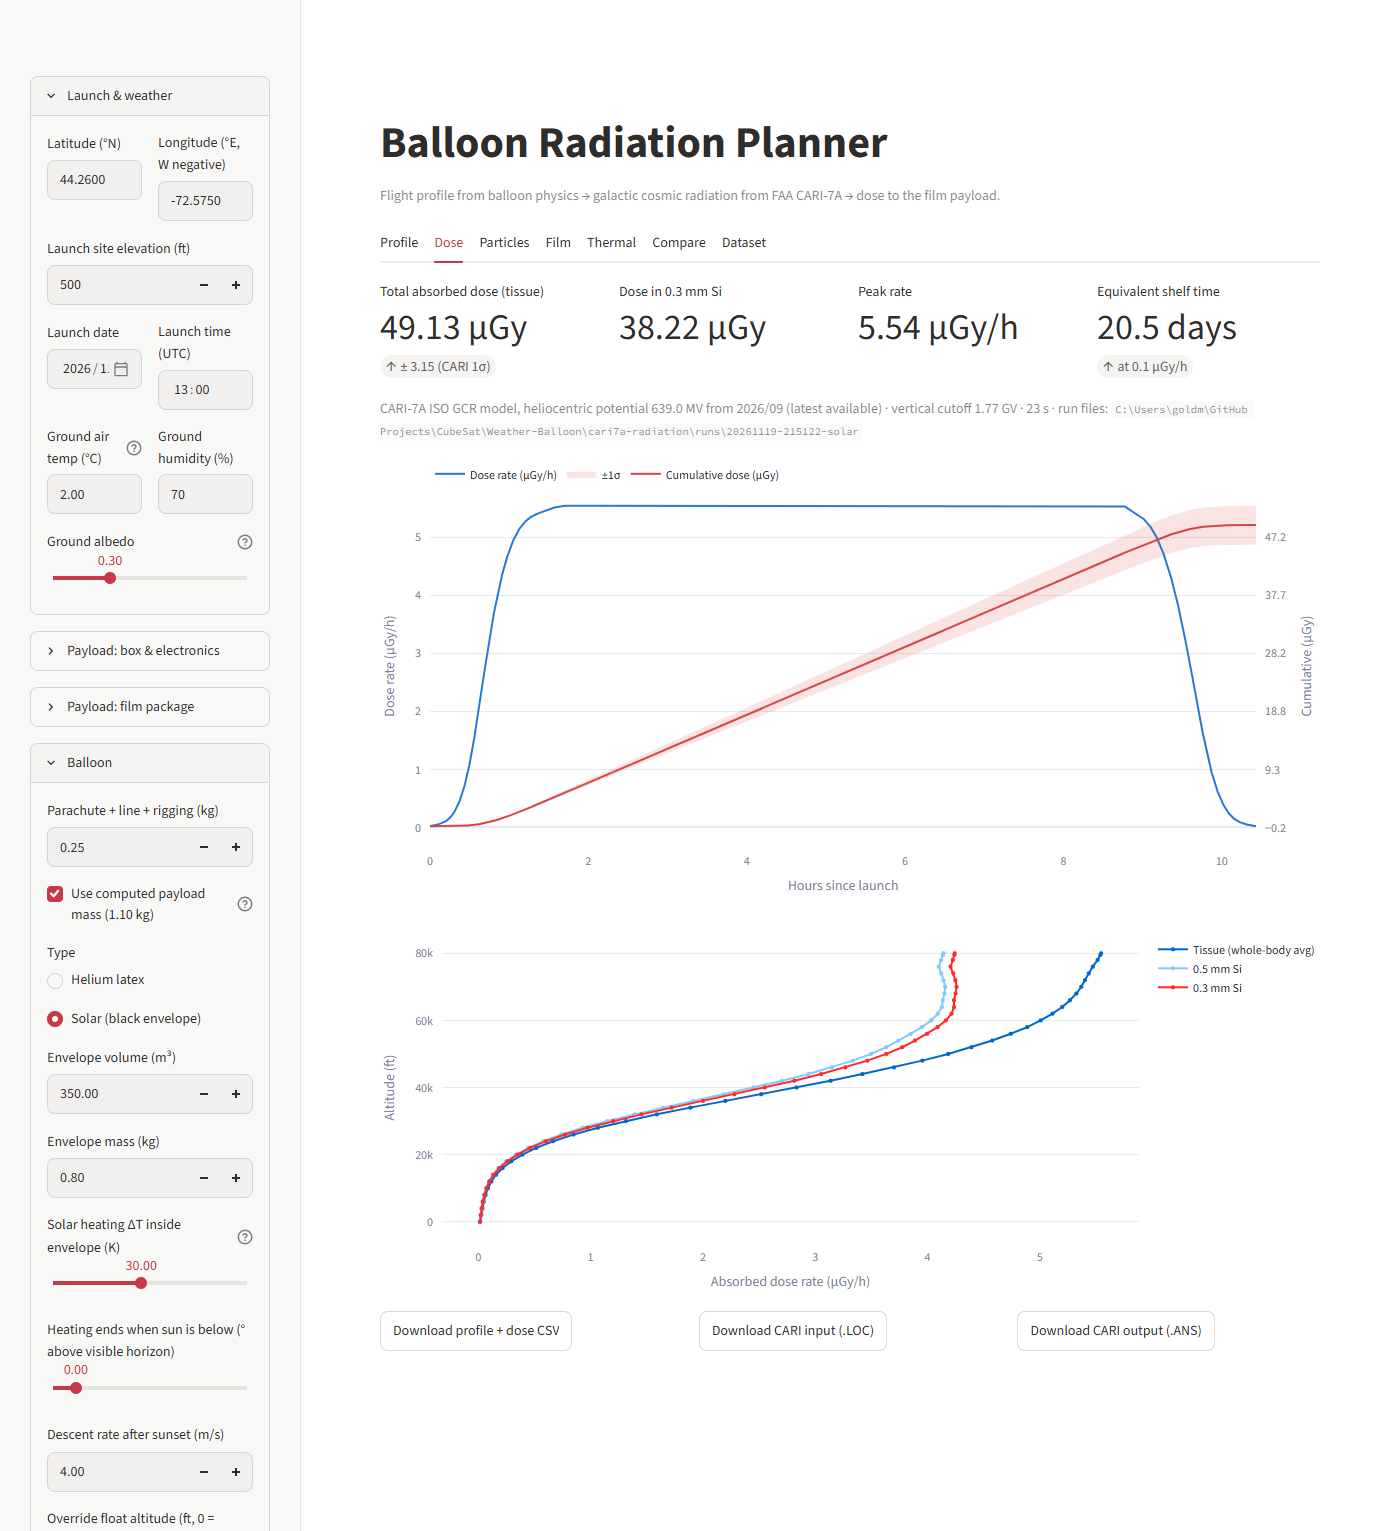 Launch & weather
Latitude (°N)
44.2600
Longitude (°E,
W negative)
-72.5750
Launch site elevation (ft)
500
Launch date
2026 / 1.
Launch time
(UTC)
13 : 00
Ground air
temp (°C)
2.00
Ground
humidity (%)
70
Ground albedo
0.30
Payload: box & electronics
Payload: film package
Balloon
Parachute + line + rigging (kg)
0.25
Use computed payload
mass (1.10 kg)
Type
Helium latex
Solar (black envelope)
Envelope volume (m³)
350.00
Envelope mass (kg)
0.80
Solar heating ΔT inside
envelope (K)
30.00
Heating ends when sun is below (°
above visible horizon)
0.00
Descent rate after sunset (m/s)
4.00
Override float altitude (ft, 0 =
Balloon Radiation Planner
Flight profile from balloon physics → galactic cosmic radiation from FAA CARI-7A → dose to the film payload.
Profile Dose Particles Film Thermal Compare Dataset
Total absorbed dose (tissue)
49.13 µGy
↑ ± 3.15 (CARI 1σ)
Dose in 0.3 mm Si
38.22 µGy
Peak rate
5.54 µGy/h
Equivalent shelf time
20.5 days
↑ at 0.1 µGy/h
CARI-7A ISO GCR model, heliocentric potential 639.0 MV from 2026/09 (latest available) · vertical cutoff 1.77 GV · 23 s · run files: C:\Users\goldm\GitHub
Projects\CubeSat\Weather-Balloon\cari7a-radiation\runs\20261119-215122-solar
Dose rate (µGy/h) ±1σ Cumulative dose (µGy)
5
4
3
2
1
0
Dose rate (µGy/h)
47.2
37.7
28.2
18.8
9.3
−0.2
Cumulative (µGy)
0 2 4 6 8 10
Hours since launch
80k
60k
40k
20k
0
Altitude (ft)
Tissue (whole-body avg)
0.5 mm Si
0.3 mm Si
0 1 2 3 4 5
Absorbed dose rate (µGy/h)
Download profile + dose CSV
Download CARI input (.LOC)
Download CARI output (.ANS)